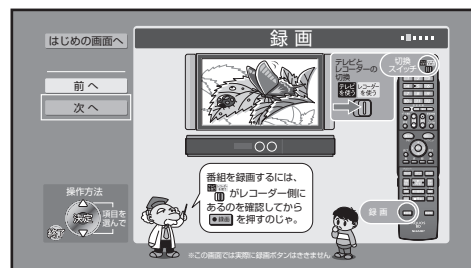 はじめの画面へ
録画
前へ
次へ
テレビと
レコーダーの
切換
テレビ
を使う
レコーダー
を使う
切換
スイッチ
操作方法
決定
項目を
選んで
終了
番組を録画するには、
がレコーダー側に
あるのを確認してから
●録画 を押すのじゃ。
録画
※この画面では実際に録画ボタンはききません。